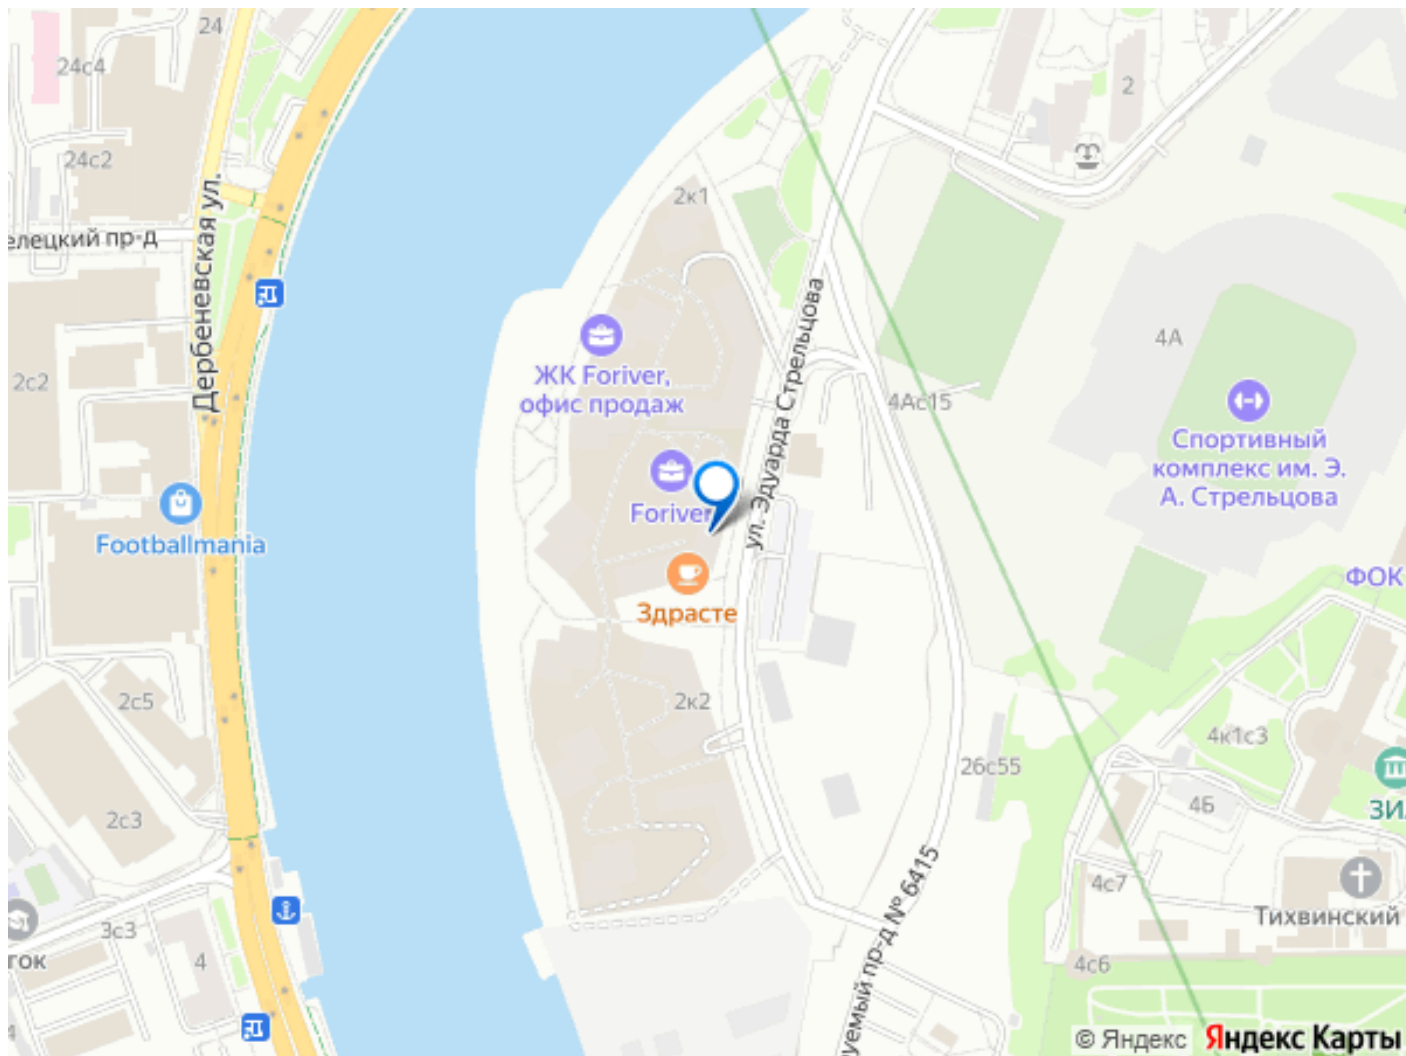 24
24с4
24с2
елецкий пр-д
Дербеневская ул.
2с2
Footballmania
2с5
2с3
3с3
4
ток
4
2к1
ЖК Foriver,
офис продаж
Foriver
Здрасте
2к2
ул. Эдуарда Стрельцова
2
4А
4Ас15
Спортивный
комплекс им. Э.
А. Стрельцова
ФОК
4к1с3
26с55
4Б
ЗИ
4с7
Тихвинский
4с6
уемый пр-д № 6415
© Яндекс
Яндекс Карты